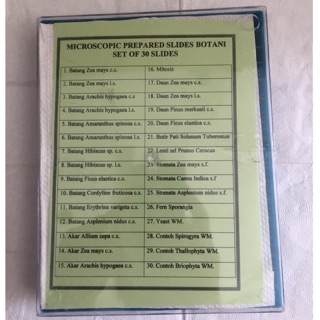 MICROSCOPIC PREPARED SLIDES BOTANI
SET OF 30 SLIDES
1. Batang Zea mays c.s.
2. Batang Zea mays l.s.
3. Batang Arachis hypogaea c.s
4. Batang Arachis hypogaea l.s
5. Batang Amaranthus spinosa c.s.
6. Batang Amaranthus spinosa l.s.
7. Batang Hibiscus sp. c.s.
8. Batang Hibiscus sp. l.s.
9. Batang Ficus elastica c.s.
10. Batang Cordyline fruticosa c.s.
11. Batang Erythrina varigeta c.s.
12. Batang Asplenium nidus c.s.
13. Akar Allium cepa c.s.
14. Akar Zea mays c.s.
15. Akar Arachis hypogaea c.s.
16. Mitosis
17. Daun Zea mays c.s.
18. Daun Zea mays l.s.
19. Daun Pinus merkusii c.s.
20. Daun Ficus elastica c.s.
21. Butir Pati Solanum Tuberosum
22. Lenti sel Prunus Ceracus
23. Stomata Zea mays s.f
24. Stomata Canna Indica s.f
25. Stomata Asplenium nidus s.f.
26. Fern Sporangia
27. Yeast WM.
28. Contoh Spirogyra WM.
29. Contoh Thallophyta WM.
30. Contoh Briophyta WM.